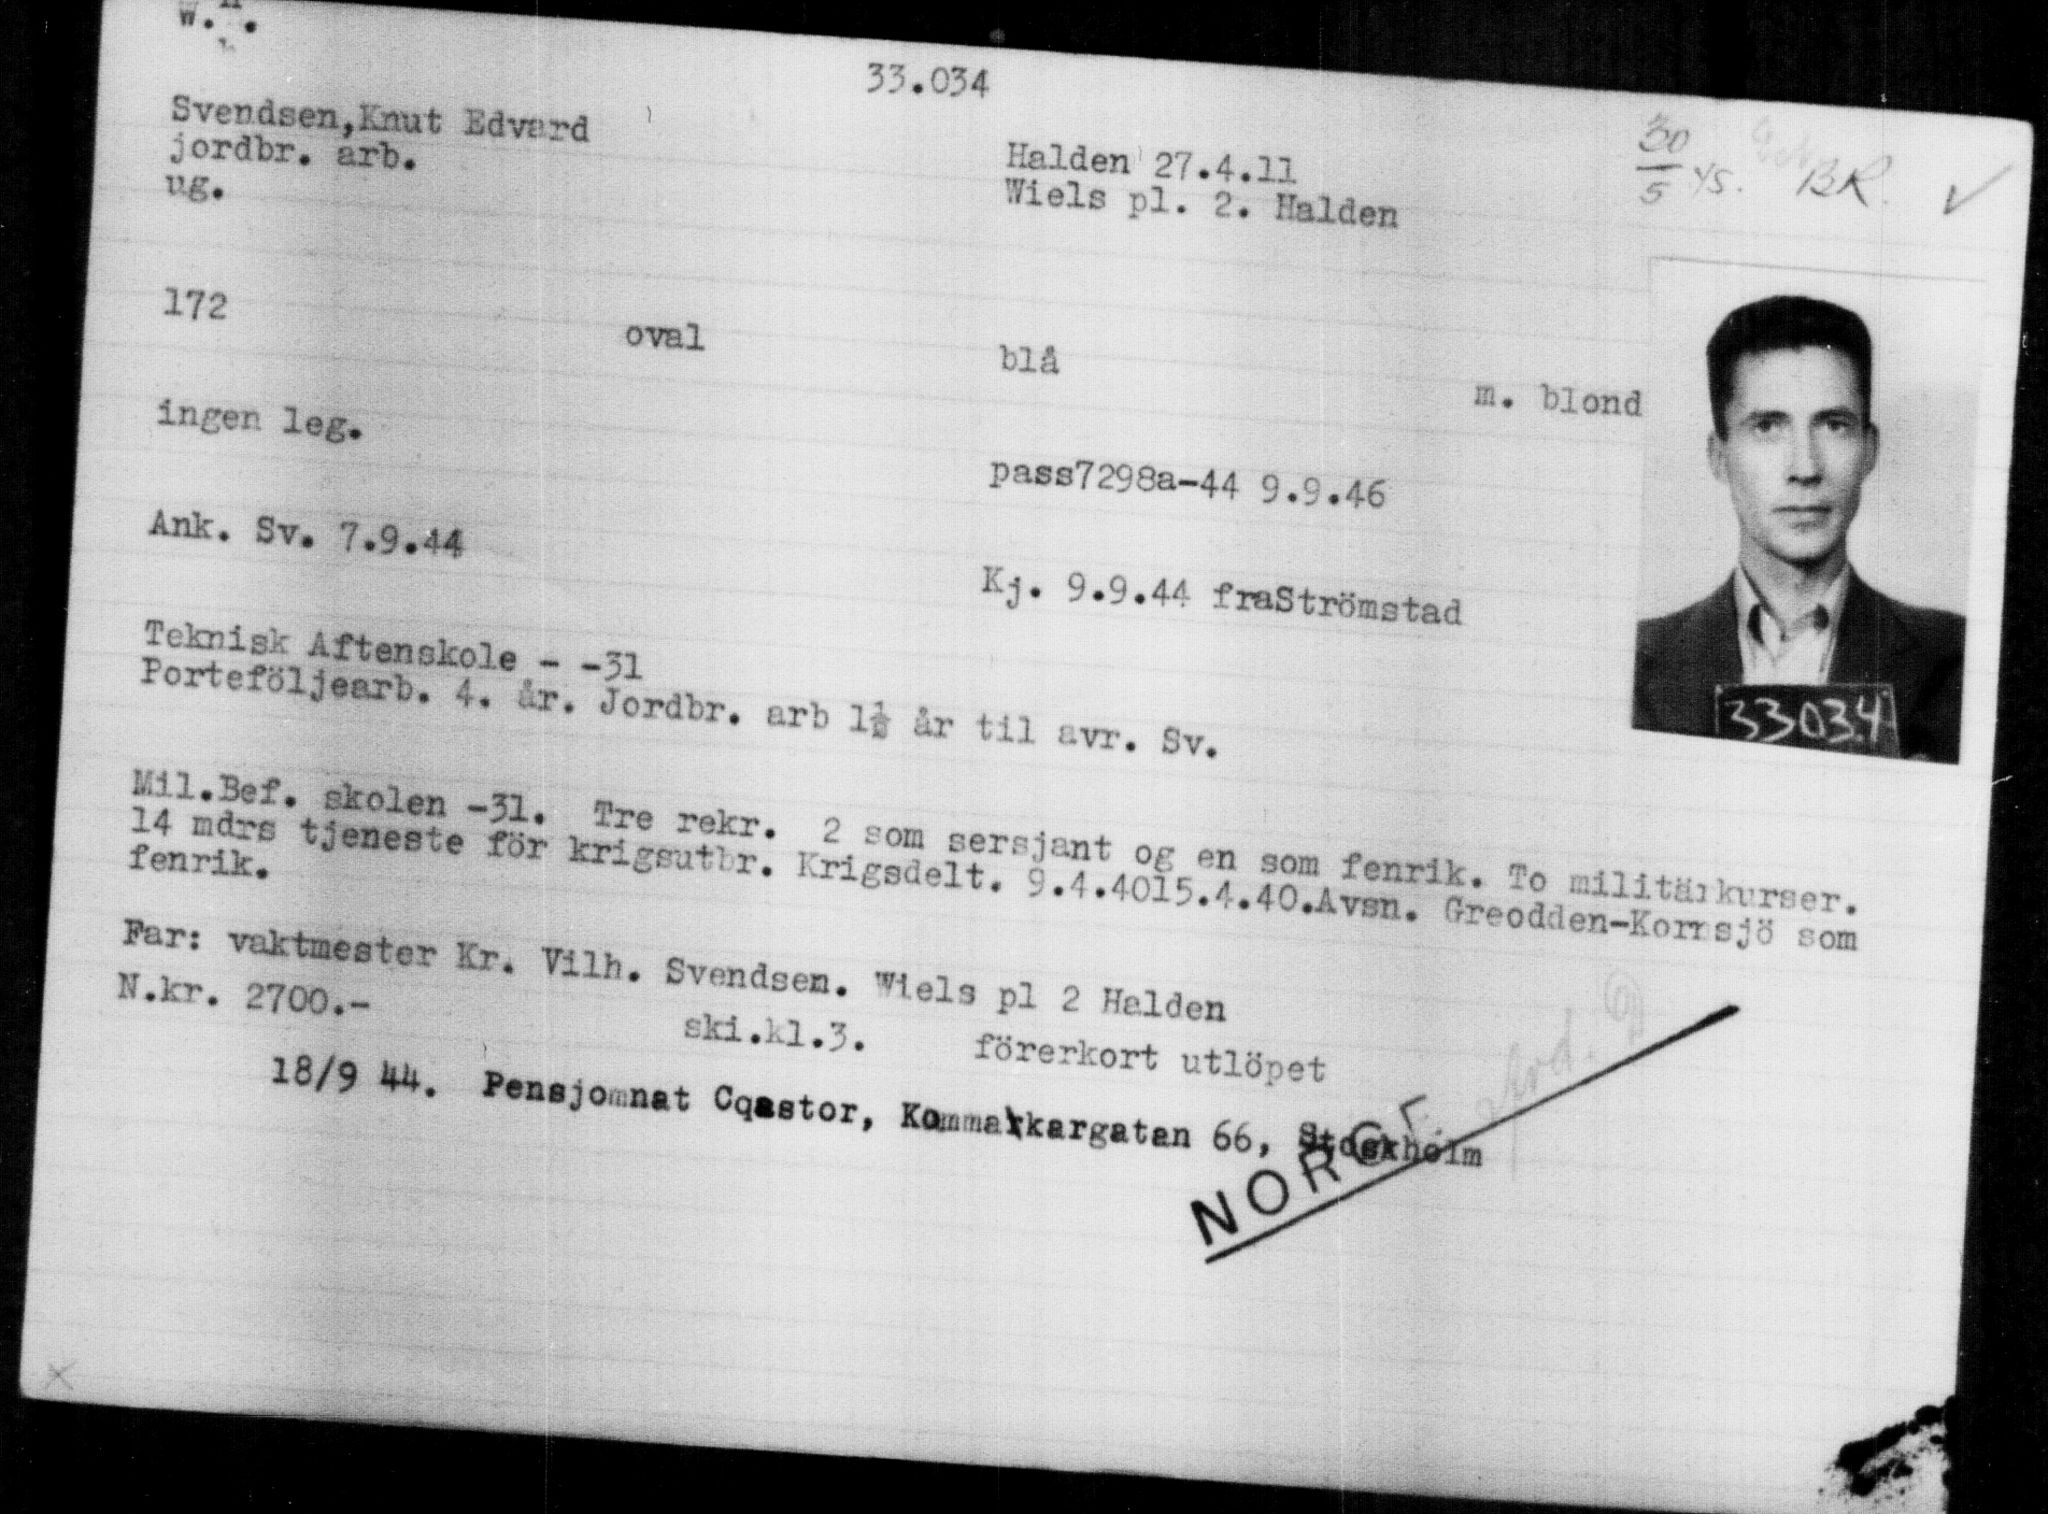 33.034
Svendsen,Knut Edvard
jordbr. arb.
ug.
Halden 27.4.11
Wiels pl. 2. Halden
30/5 45. BR. ✓
172 oval blå m. blond
ingen leg.
pass7298a-44 9.9.46
Ank. Sv. 7.9.44
Kj. 9.9.44 fraStrömstad
Teknisk Aftenskole - -31
Porteföljearb. 4. år. Jordbr. arb 1½ år til avr. Sv.
33034
Mil.Bef. skolen -31. Tre rekr. 2 som sersjant og en som fenrik. To militärkurser.
14 mdrs tjeneste för krigsutbr. Krigsdelt. 9.4.4015.4.40.Avsn. Greodden-Kornsjö som
fenrik.
Far: vaktmester Kr. Vilh. Svendsen. Wiels pl 2 Halden
N.kr. 2700.- ski.kl.3. förerkort utlöpet
18/9 44. Pensjomnat Cqastor, Kommakargatan 66, Stockholm
NORGE.